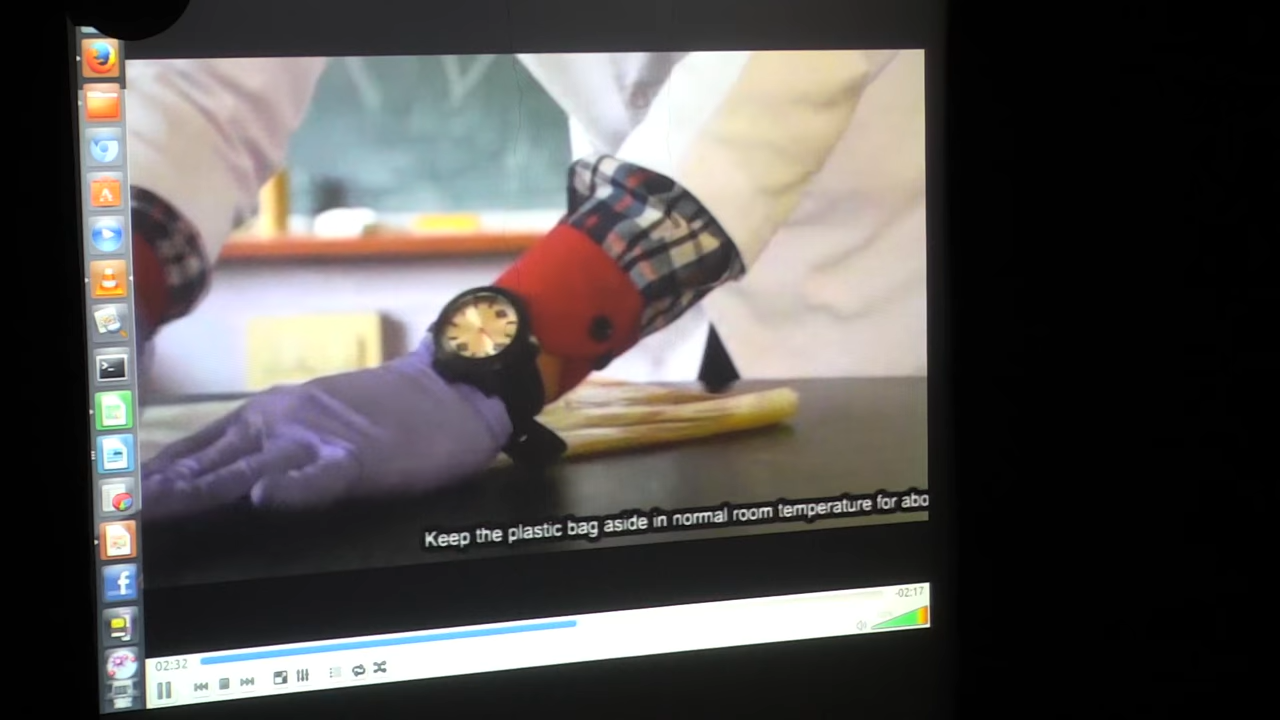 Keep the plastic bag aside in normal room temperature for abo
-02:17
02:32